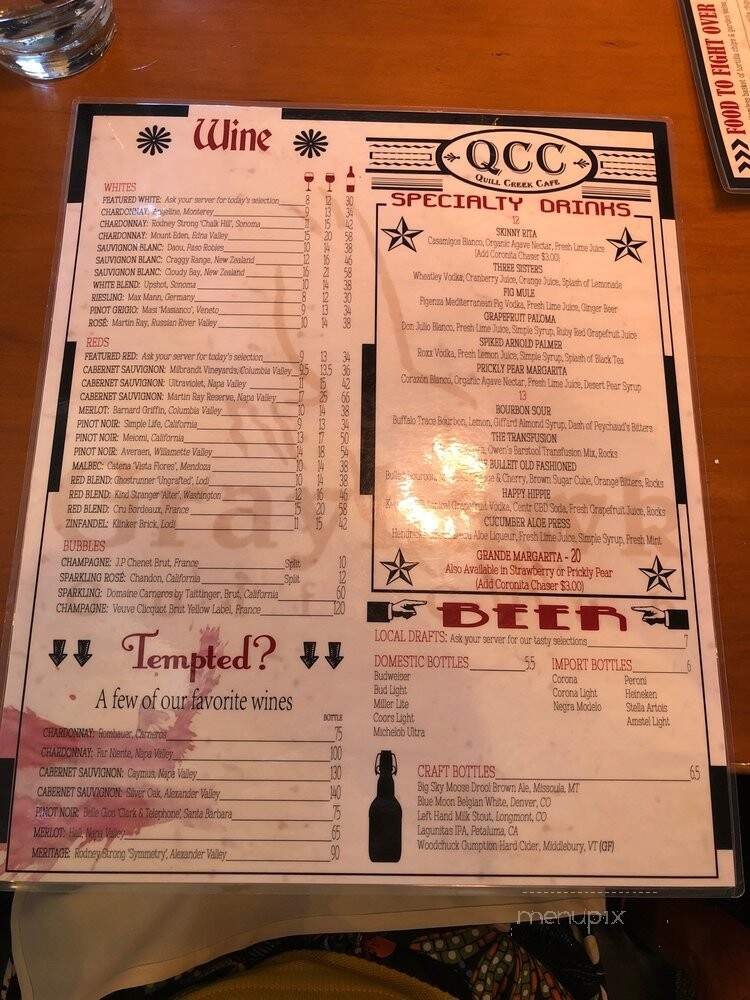 Wine
WHITES
FEATURED WHITE: Ask your server for today's selection 8 12 30
CHARDONNAY: Angeline, Monterey 9 13 34
CHARDONNAY: Rodney Strong 'Chalk Hill', Sonoma 11 15 42
CHARDONNAY: Mount Eden, Edna Valley 15 20 58
SAUVIGNON BLANC: Daou, Paso Robles 10 14 38
SAUVIGNON BLANC: Craggy Range, New Zealand 12 16 46
SAUVIGNON BLANC: Cloudy Bay, New Zealand 16 21 58
WHITE BLEND: Upshot, Sonoma 10 14 38
RIESLING: Max Mann, Germany 8 12 30
PINOT GRIGIO: Masi 'Masianco', Veneto 9 13 34
ROSÉ: Martin Ray, Russian River Valley 10 14 38
REDS
FEATURED RED: Ask your server for today's selection 9 13 34
CABERNET SAUVIGNON: Milbrandt Vineyards, Columbia Valley 9.5 13.5 36
CABERNET SAUVIGNON: Ultraviolet, Napa Valley 11 15 42
CABERNET SAUVIGNON: Martin Ray Reserve, Napa Valley 17 25 66
MERLOT: Barnard Griffin, Columbia Valley 10 14 38
PINOT NOIR: Simple Life, California 9 13 34
PINOT NOIR: Meiomi, California 13 17 50
PINOT NOIR: Averaen, Willamette Valley 14 18 54
MALBEC: Catena 'Vista Flores', Mendoza 10 14 38
RED BLEND: Ghostrunner 'Ungrafted', Lodi 10 14 38
RED BLEND: Kind Stranger 'Alter', Washington 12 16 46
RED BLEND: Cru Bordeaux, France 15 20 58
ZINFANDEL: Klinker Brick, Lodi 11 15 42
BUBBLES
CHAMPAGNE: J.P Chenet Brut, France Split 10
SPARKLING ROSÉ: Chandon, California Split 12
SPARKLING: Domaine Carneros by Taittinger, Brut, California 60
CHAMPAGNE: Veuve Clicquot Brut Yellow Label, France 120
Tempted?
A few of our favorite wines
BOTTLE
CHARDONNAY: Rombauer, Carneros 75
CHARDONNAY: Far Niente, Napa Valley 100
CABERNET SAUVIGNON: Caymus, Napa Valley 130
CABERNET SAUVIGNON: Silver Oak, Alexander Valley 140
PINOT NOIR: Belle Glos 'Clark & Telephone', Santa Barbara 75
MERLOT: Hall, Napa Valley 65
MERITAGE: Rodney Strong 'Symmetry', Alexander Valley 90
QCC
QUILL CREEK CAFE
SPECIALTY DRINKS
12
SKINNY RITA
Casamigos Blanco, Organic Agave Nectar, Fresh Lime Juice
(Add Coronita Chaser $3.00)
THREE SISTERS
Wheatley Vodka, Cranberry Juice, Orange Juice, Splash of Lemonade
FIG MULE
Figenza Mediterranean Fig Vodka, Fresh Lime Juice, Ginger Beer
GRAPEFRUIT PALOMA
Don Julio Blanco, Fresh Lime Juice, Simple Syrup, Ruby Red Grapefruit Juice
SPIKED ARNOLD PALMER
Roxx Vodka, Fresh Lemon Juice, Simple Syrup, Splash of Black Tea
PRICKLY PEAR MARGARITA
Corazón Blanco, Organic Agave Nectar, Fresh Lime Juice, Desert Pear Syrup
13
BOURBON SOUR
Buffalo Trace Bourbon, Lemon, Giffard Almond Syrup, Dash of Peychaud's Bitters
THE TRANSFUSION
Owen's Barstool Transfusion Mix, Rocks
BULLEIT OLD FASHIONED
& Cherry, Brown Sugar Cube, Orange Bitters, Rocks
HAPPY HIPPIE
Grapefruit Vodka, Centr CBD Soda, Fresh Grapefruit Juice, Rocks
CUCUMBER ALOE PRESS
Aloe Liqueur, Fresh Lime Juice, Simple Syrup, Fresh Mint
GRANDE MARGARITA - 20
Also Available in Strawberry or Prickly Pear
(Add Coronita Chaser $3.00)
BEER
LOCAL DRAFTS: Ask your server for our tasty selections 7
DOMESTIC BOTTLES 5.5
Budweiser
Bud Light
Miller Lite
Coors Light
Michelob Ultra
IMPORT BOTTLES 6
Corona
Corona Light
Negra Modelo
Peroni
Heineken
Stella Artois
Amstel Light
CRAFT BOTTLES 6.5
Big Sky Moose Drool Brown Ale, Missoula, MT
Blue Moon Belgian White, Denver, CO
Left Hand Milk Stout, Longmont, CO
Lagunitas IPA, Petaluma, CA
Woodchuck Gumption Hard Cider, Middlebury, VT (GF)
FOOD TO FIGHT OVER
menupix